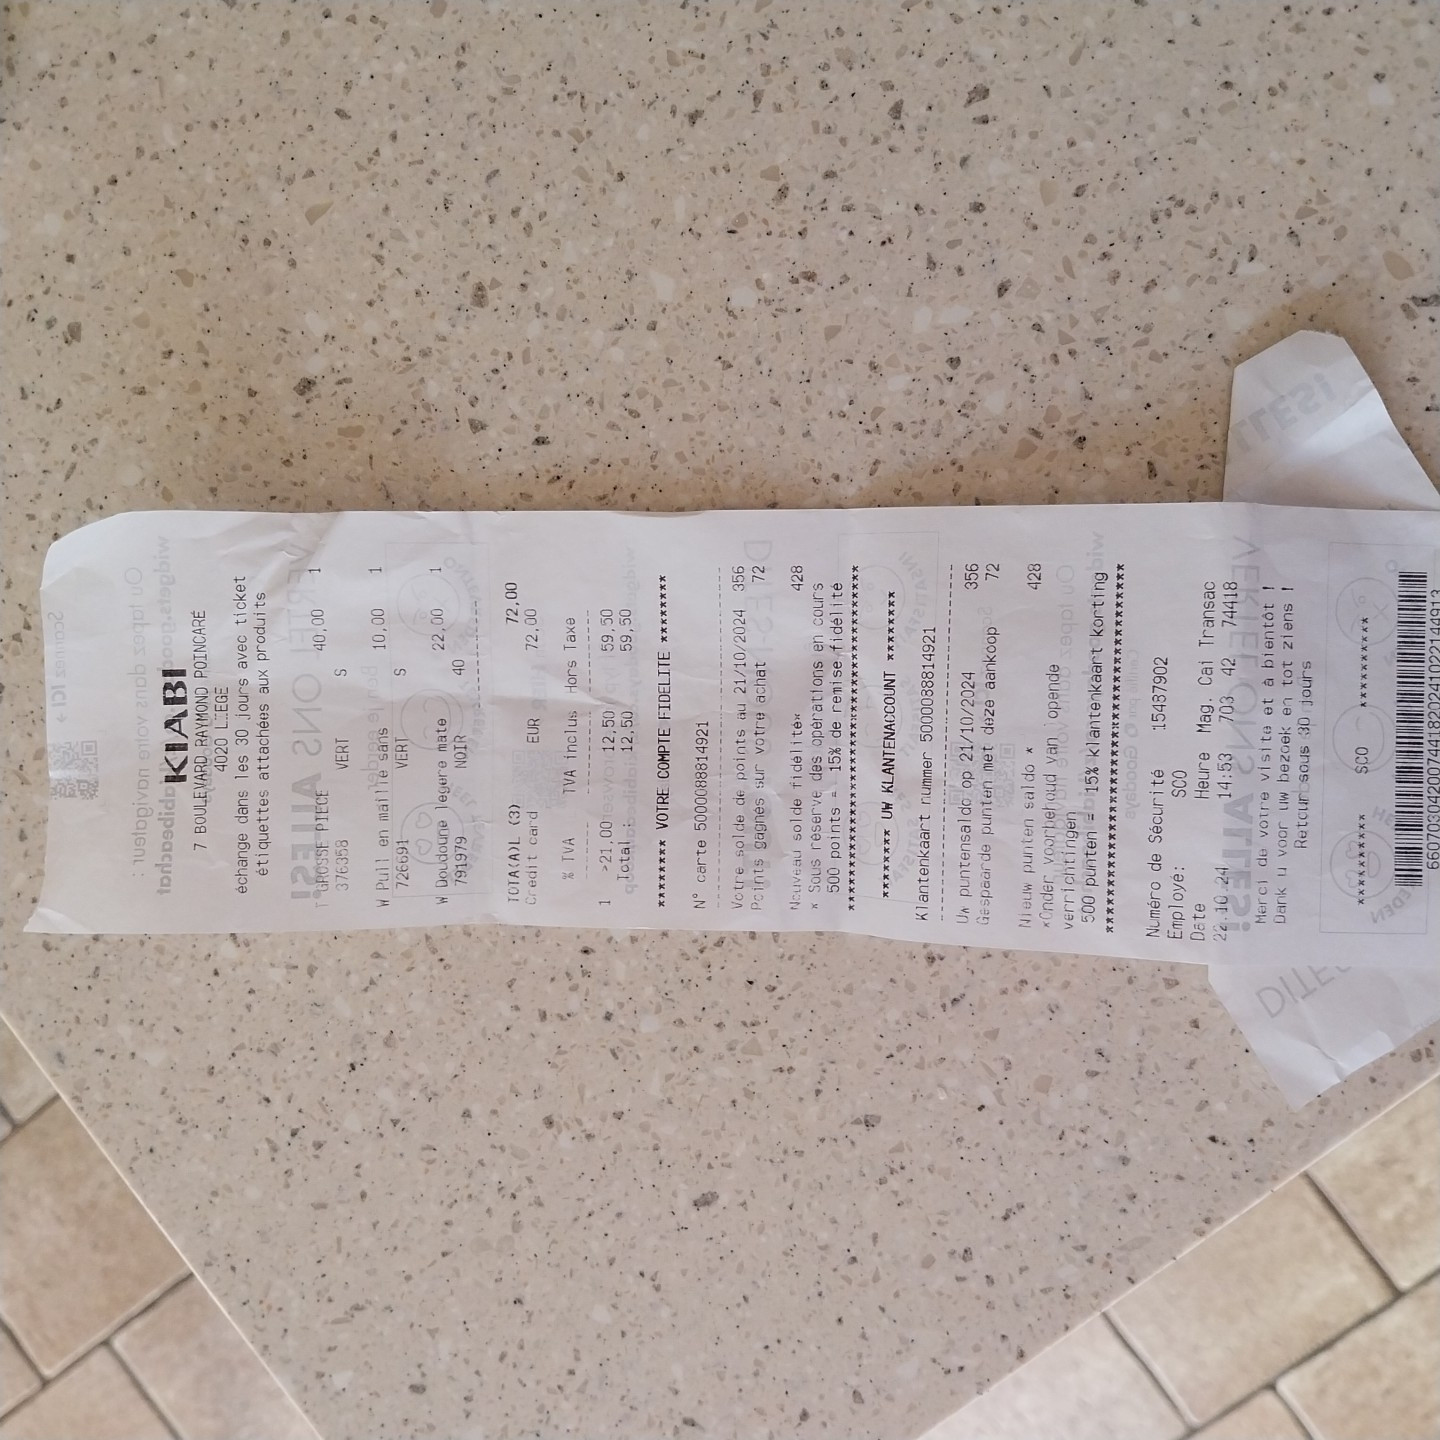 KIABI
7 BOULEVARD RAYMOND POINCARE
4020 LIEGE
échange dans les 30 jours avec ticket
étiquettes attachées aux produits
GROSSE PIECE 40,00 1
376358 VERT S
W Pull en maille sans 10,00 1
726691 VERT S
W Doudoune légère mate 22,00 1
791979 NOIR 40
TOTA(A)L (3) 72,00
Credit card EUR 72,00
% TVA TVA inclus Hors Taxe
1 >21.00 12,50 59,50
Total: 12,50 59,50
******** VOTRE COMPTE FIDELITE ********
N° carte 5000088814921
Votre solde de points au 21/10/2024 356
Points gagnés sur votre achat 72
Nouveau solde fidélité* 428
* Sous réserve des opérations en cours
500 points = 15% de remise fidélité
******** UW KLANTENACCOUNT ********
Klantenkaart nummer 5000088814921
Uw puntensaldo op 21/10/2024 356
Gespaarde punten met deze aankoop 72
Nieuw punten saldo * 428
*Onder voorbehoud van lopende
verrichtingen
500 punten = 15% klantenkaart korting
Numéro de Sécurité 15487902
Employé: SCO
Date Heure Mag. Cai Transac
22.10.24 14:53 703 42 74418
Merci de votre visite et à bientôt !
Dank u voor uw bezoek en tot ziens !
Retour sous 30 jours
********** SCO **********